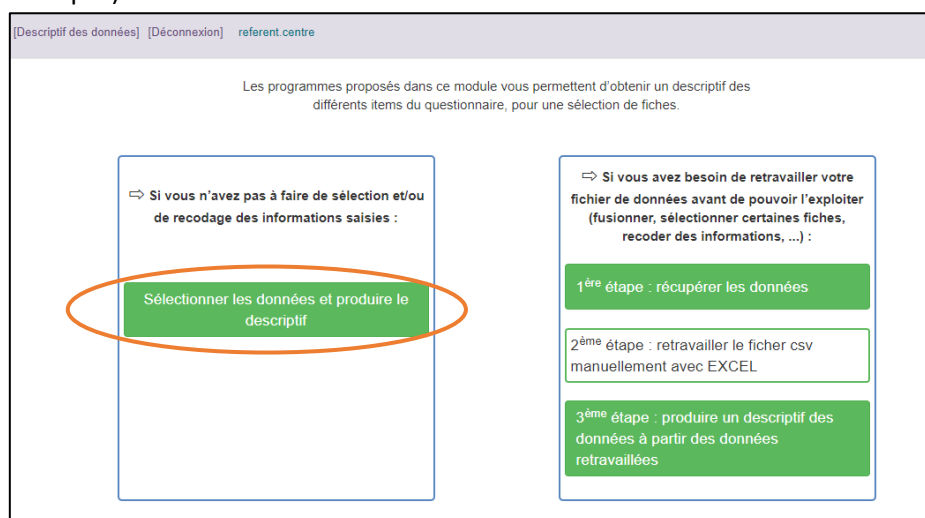 [Descriptif des données] [Déconnexion] referent.centre
Les programmes proposés dans ce module vous permettent d'obtenir un descriptif des
différents items du questionnaire, pour une sélection de fiches.
⇨ Si vous n'avez pas à faire de sélection et/ou
de recodage des informations saisies :
Sélectionner les données et produire le
descriptif
⇨ Si vous avez besoin de retravailler votre
fichier de données avant de pouvoir l'exploiter
(fusionner, sélectionner certaines fiches,
recoder des informations, ...) :
1ère étape : récupérer les données
2ème étape : retravailler le ficher csv
manuellement avec EXCEL
3ème étape : produire un descriptif des
données à partir des données
retravaillées